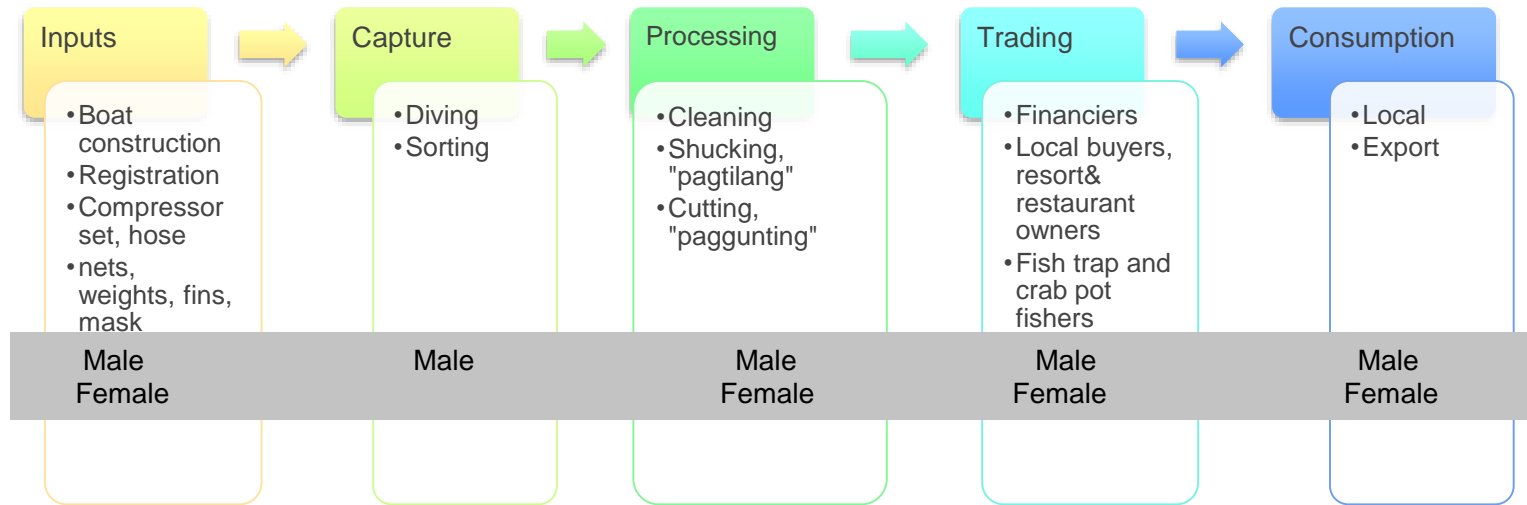 Inputs
•Boat
construction
•Registration
•Compressor
set, hose
•nets,
weights, fins,
mask
Male
Female
Capture
•Diving
•Sorting
Male
Processing
•Cleaning
•Shucking,
"pagtilang"
•Cutting,
"paggunting"
Male
Female
Trading
•Financiers
•Local buyers,
resort&
restaurant
owners
•Fish trap and
crab pot
fishers
Male
Female
Consumption
•Local
•Export
Male
Female